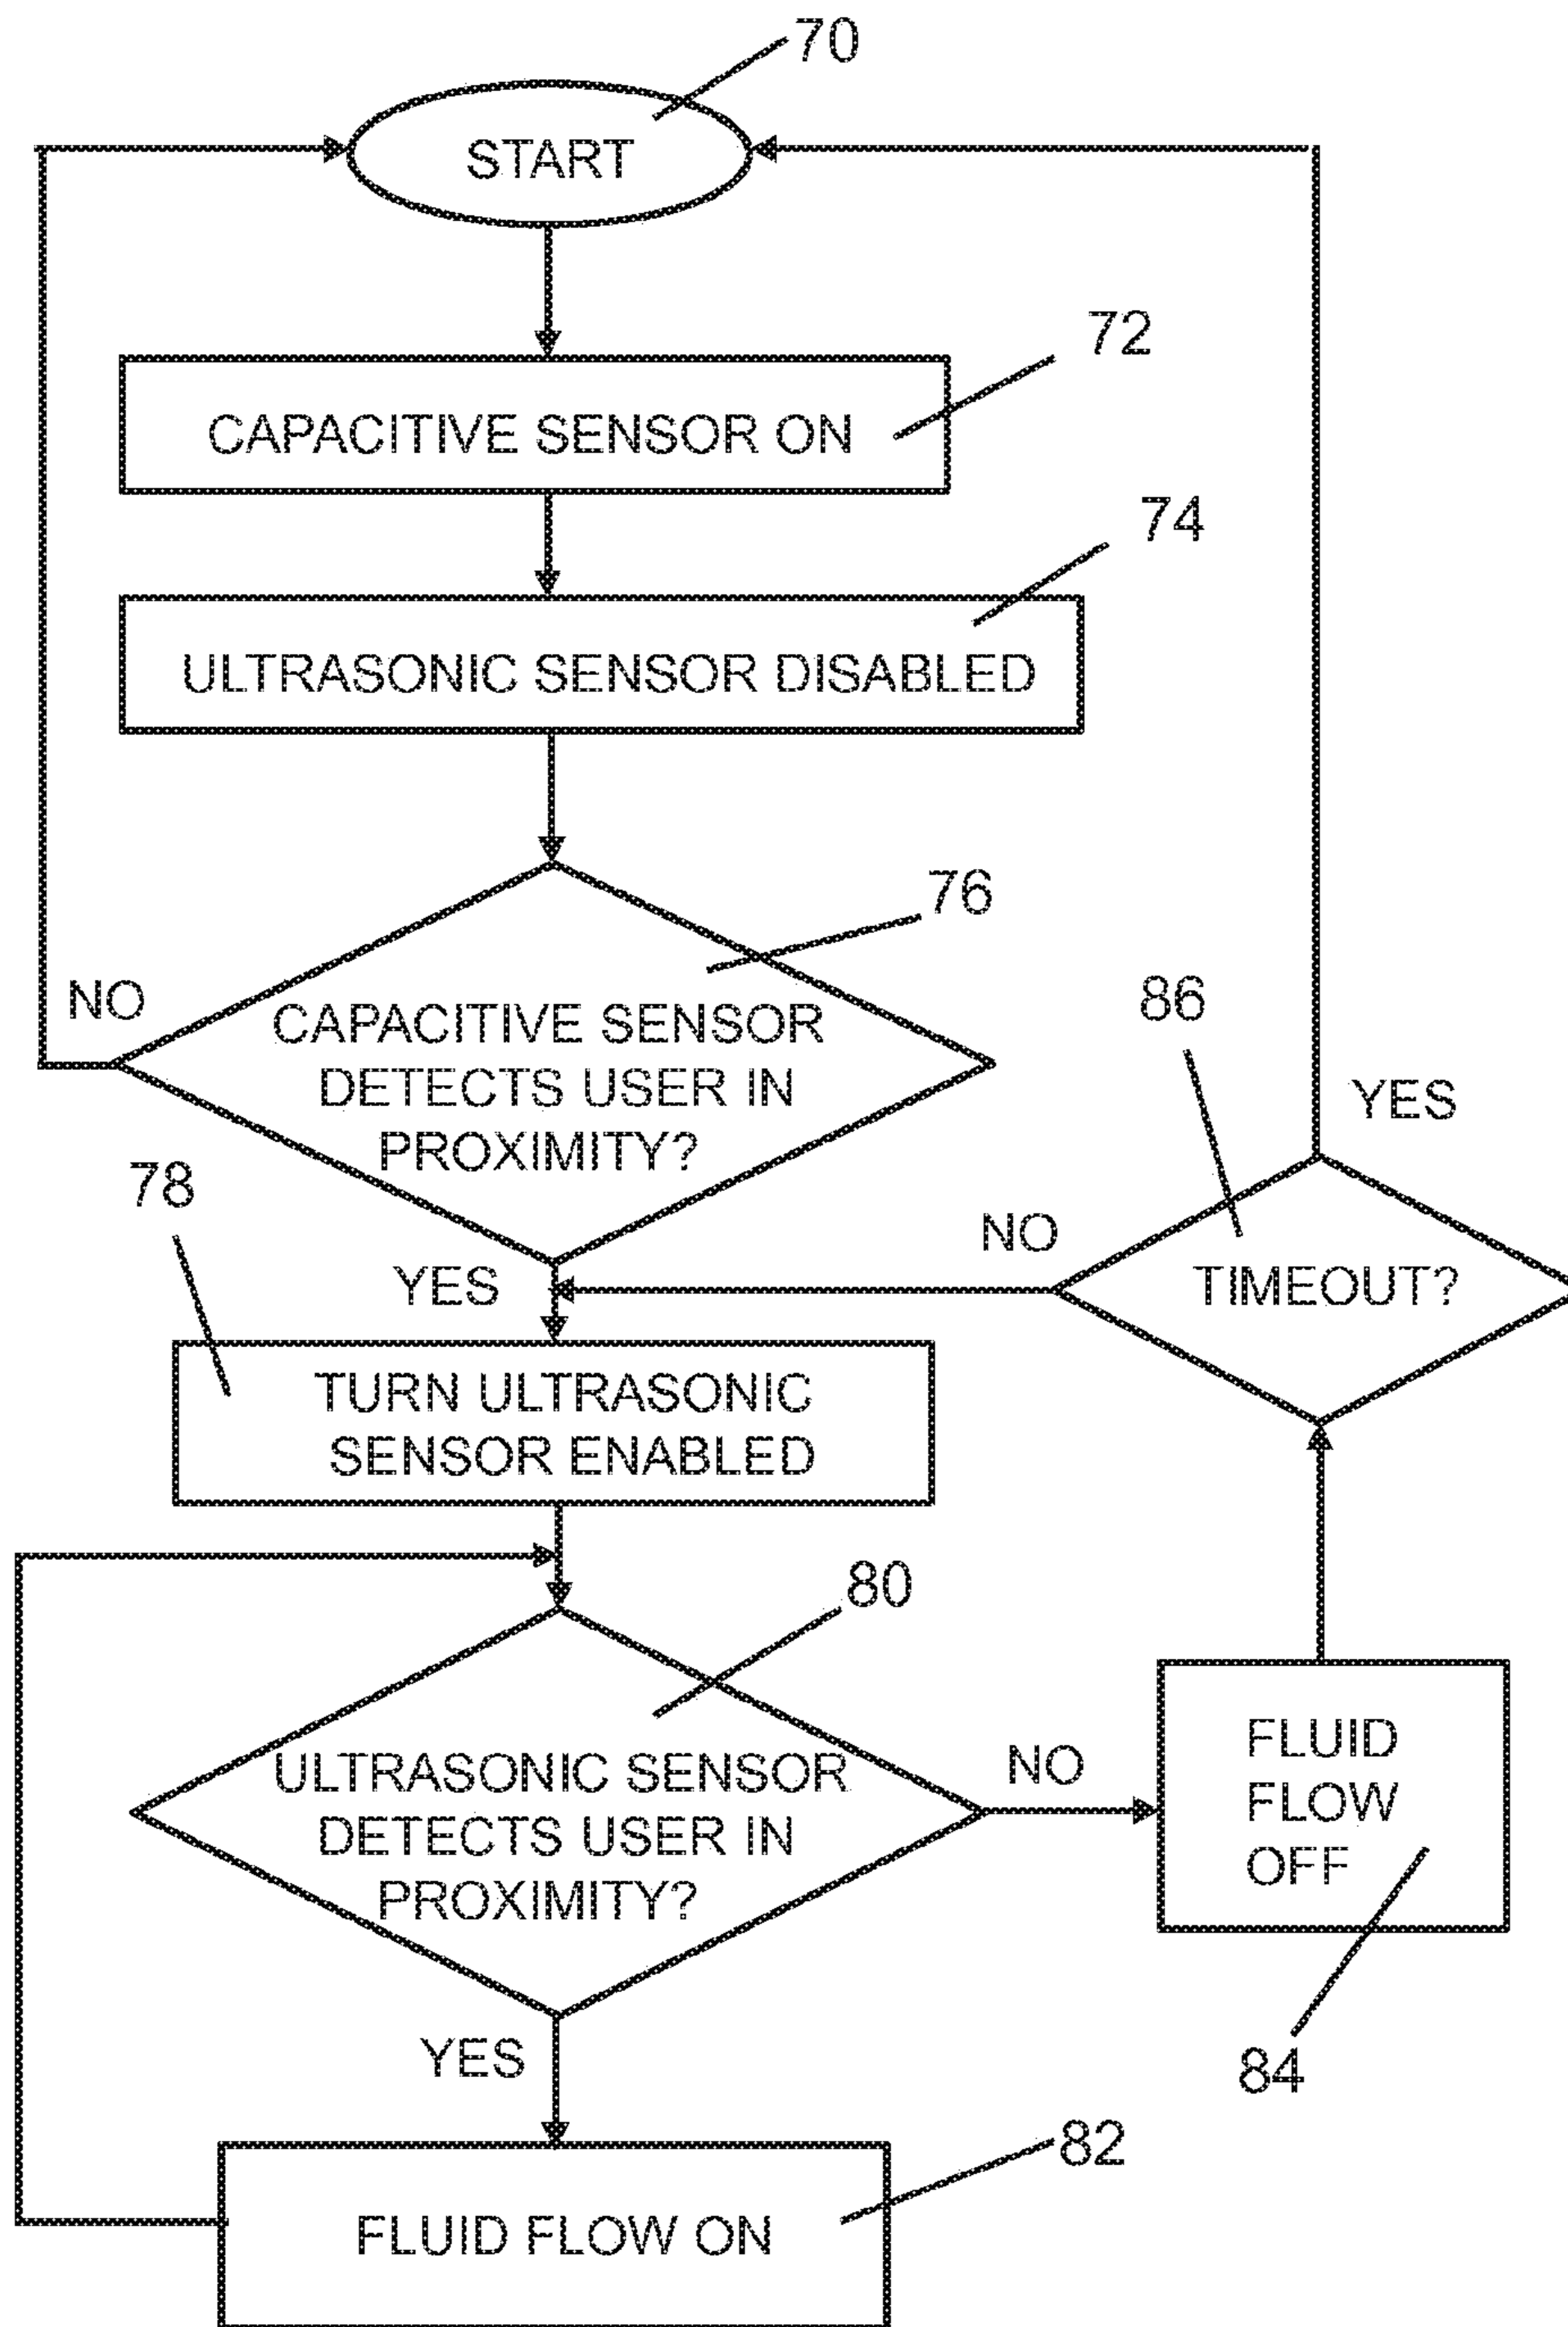 70
START
72
CAPACITIVE SENSOR ON
74
ULTRASONIC SENSOR DISABLED
76
NO
CAPACITIVE SENSOR
DETECTS USER IN
PROXIMITY?
86
YES
78
NO
TIMEOUT?
YES
TURN ULTRASONIC
SENSOR ENABLED
80
ULTRASONIC SENSOR
DETECTS USER IN
PROXIMITY?
NO
FLUID
FLOW
OFF
YES
84
82
FLUID FLOW ON